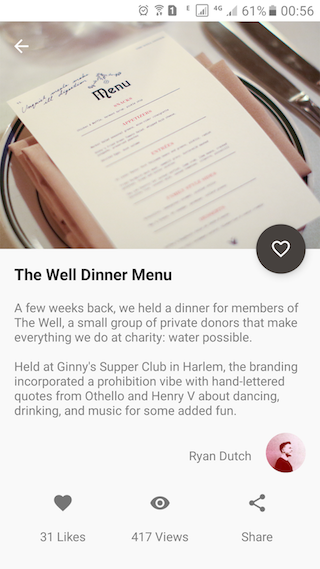 E 4G 61% 00:56
Menu
The Well Dinner Menu
A few weeks back, we held a dinner for members of
The Well, a small group of private donors that make
everything we do at charity: water possible.
Held at Ginny's Supper Club in Harlem, the branding
incorporated a prohibition vibe with hand-lettered
quotes from Othello and Henry V about dancing,
drinking, and music for some added fun.
Ryan Dutch
31 Likes
417 Views
Share